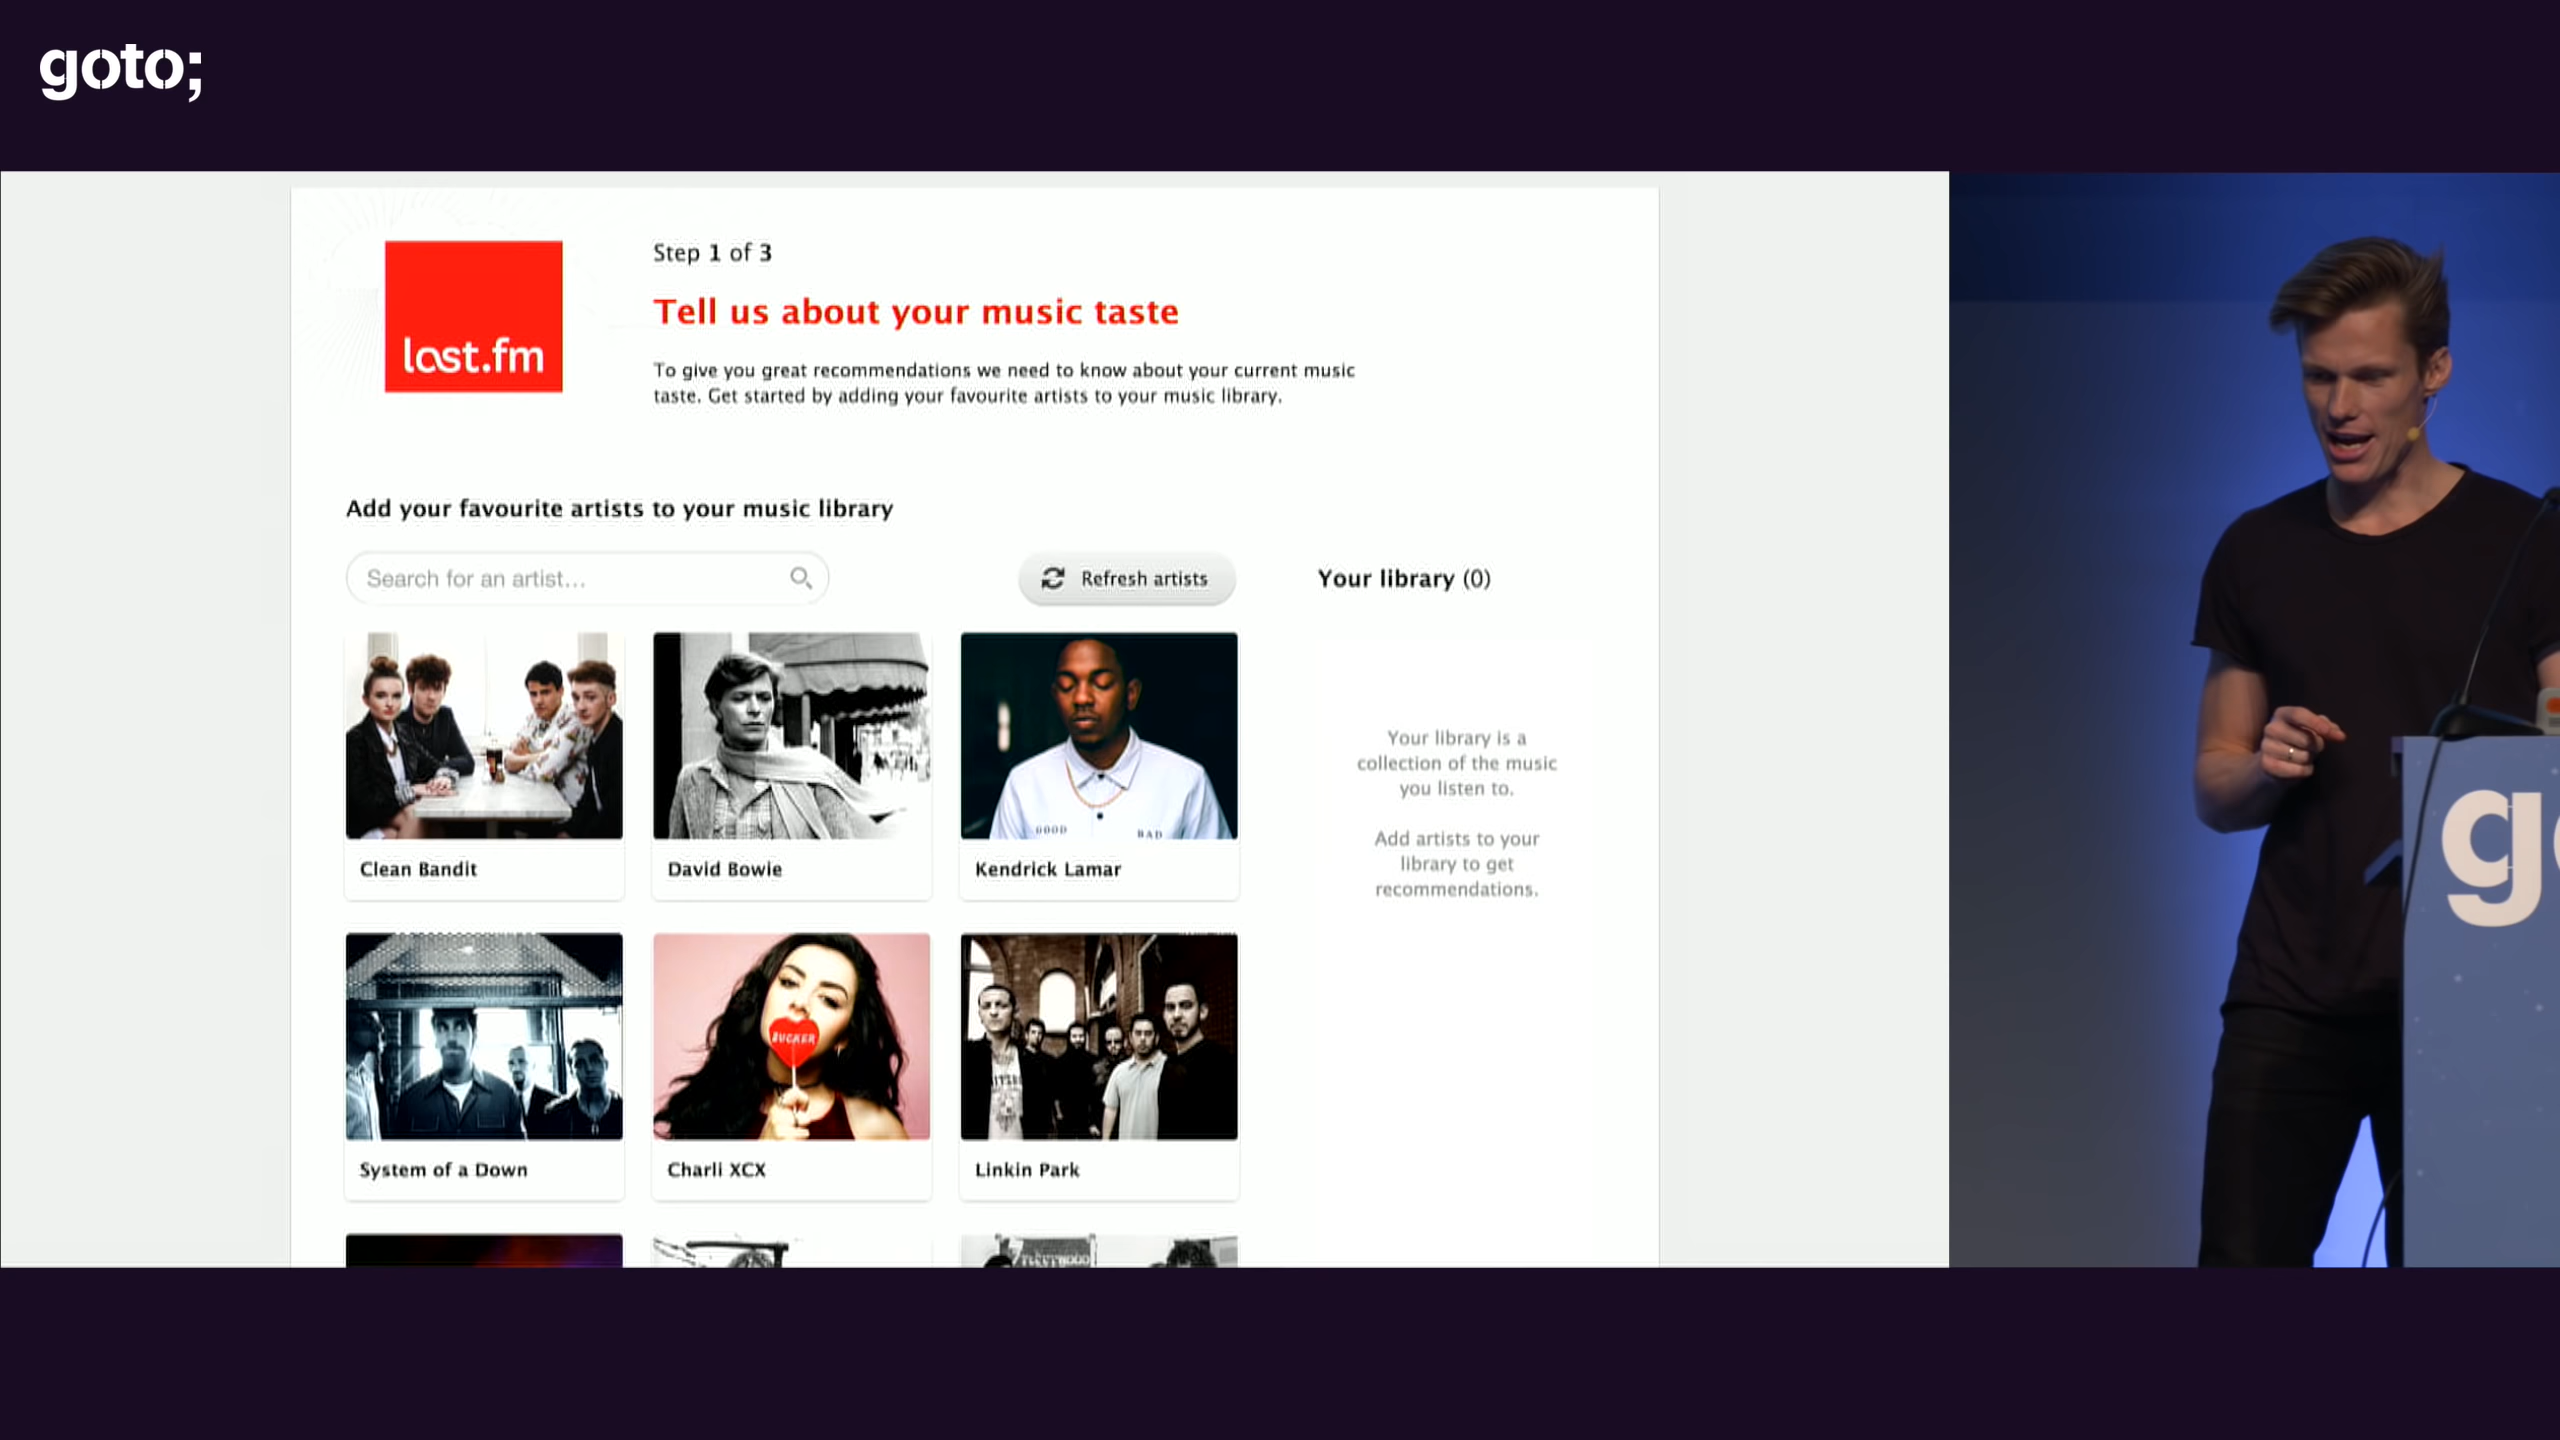 goto;
Step 1 of 3
Tell us about your music taste
last.fm
To give you great recommendations we need to know about your current music
taste. Get started by adding your favourite artists to your music library.
Add your favourite artists to your music library
Search for an artist...
Refresh artists
Your library (0)
GOOD
BAD
Clean Bandit
David Bowie
Kendrick Lamar
Your library is a
collection of the music
you listen to.
Add artists to your
library to get
recommendations.
SUCKER
System of a Down
Charli XCX
Linkin Park
g